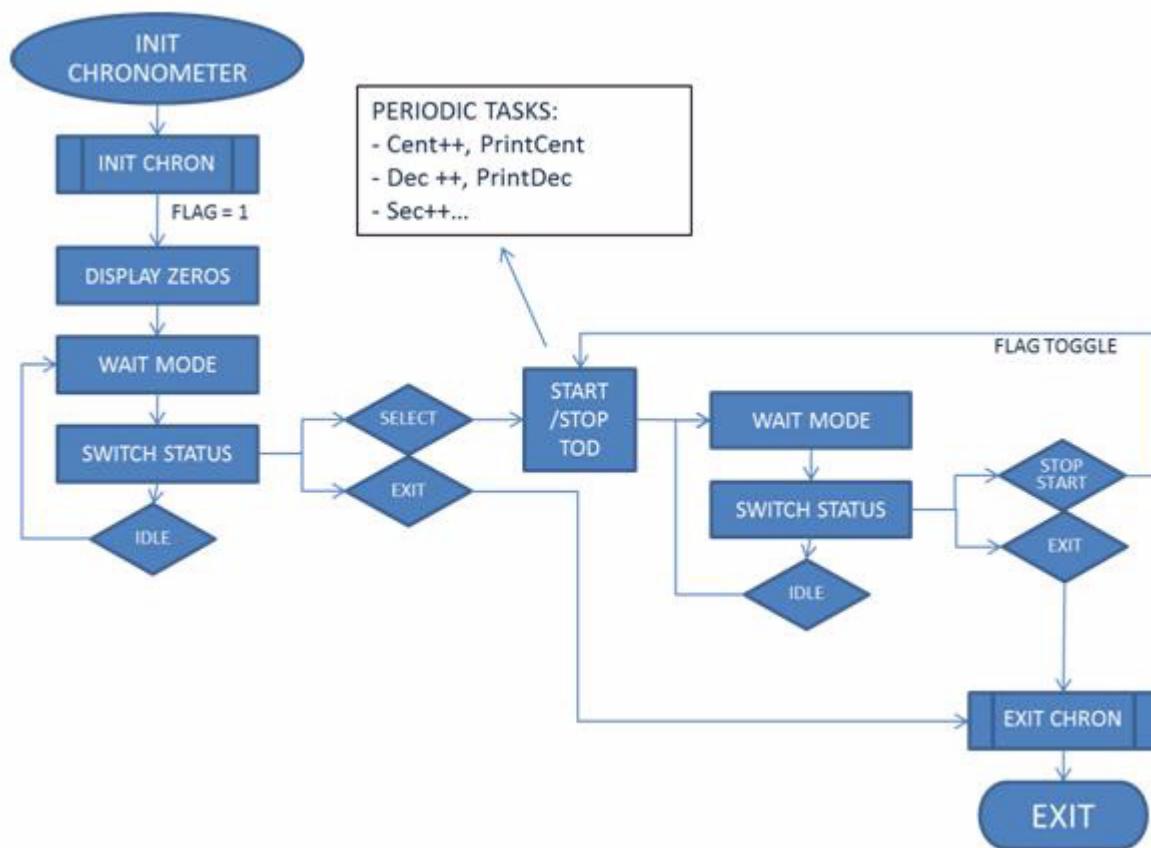 INIT
CHRONOMETER
INIT CHRON
FLAG = 1
DISPLAY ZEROS
WAIT MODE
SWITCH STATUS
IDLE
PERIODIC TASKS:
- Cent++, PrintCent
- Dec ++, PrintDec
- Sec++...
SELECT
EXIT
START
/STOP
TOD
FLAG TOGGLE
WAIT MODE
SWITCH STATUS
IDLE
STOP
START
EXIT
EXIT CHRON
EXIT